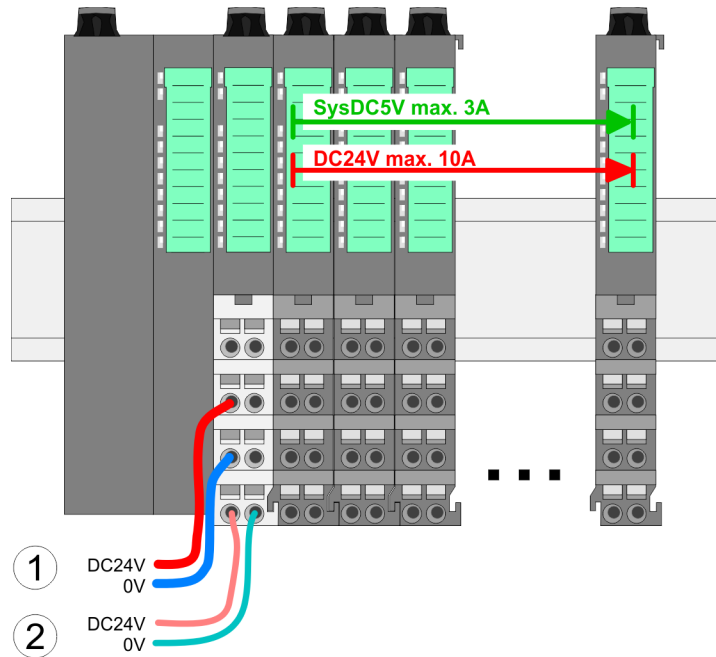 SysDC5V max. 3A
DC24V max. 10A
1 DC24V
0V
2 DC24V
0V